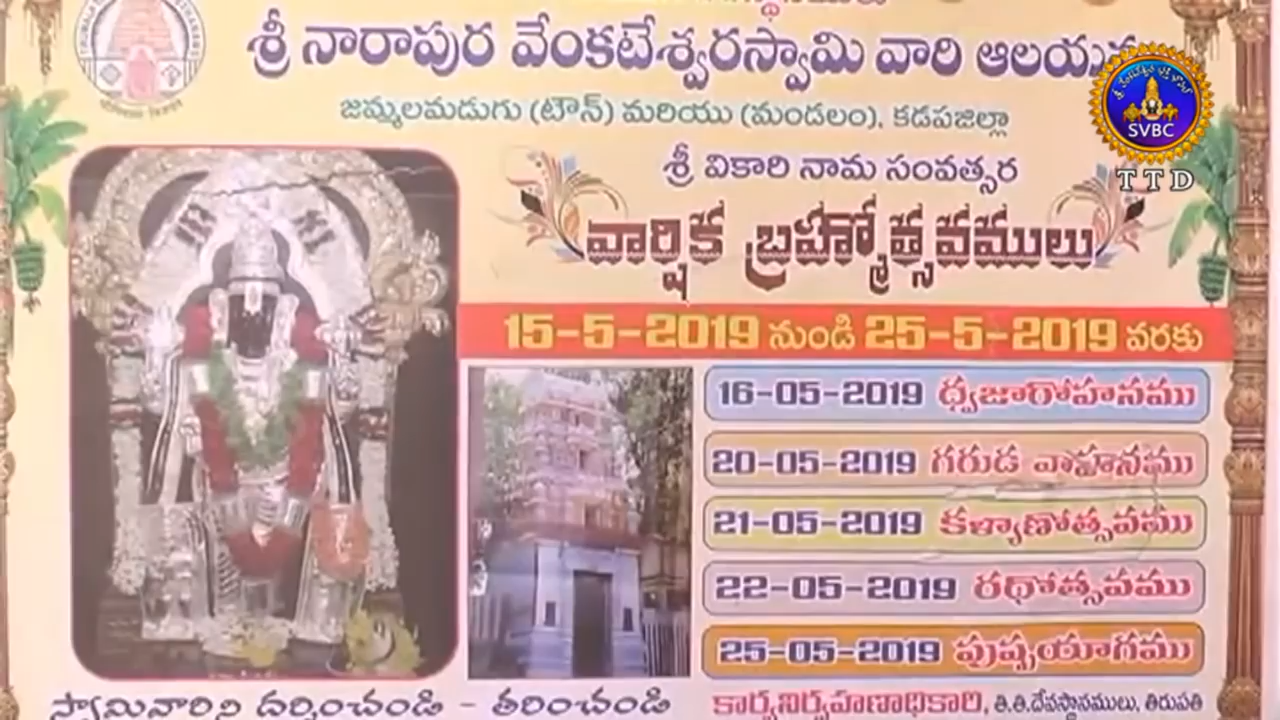 శ్రీ నారాపుర వేంకటేశ్వరస్వామి వారి ఆలయము
జమ్మలమడుగు (టౌన్) మరియు (మండలం), కడపజిల్లా
SVBC
TTD
శ్రీ వికారి నామ సంవత్సర
వార్షిక బ్రహ్మోత్సవములు
15-5-2019 నుండి 25-5-2019 వరకు
16-05-2019 ధ్వజారోహనము
20-05-2019 గరుడ వాహనము
21-05-2019 కళ్యాణోత్సవము
22-05-2019 రథోత్సవము
25-05-2019 పుష్పయాగము
స్వామివారిని దర్శించండి - తరించండి
కార్యనిర్వహణాధికారి, తి.తి.దేవస్థానములు, తిరుపతి